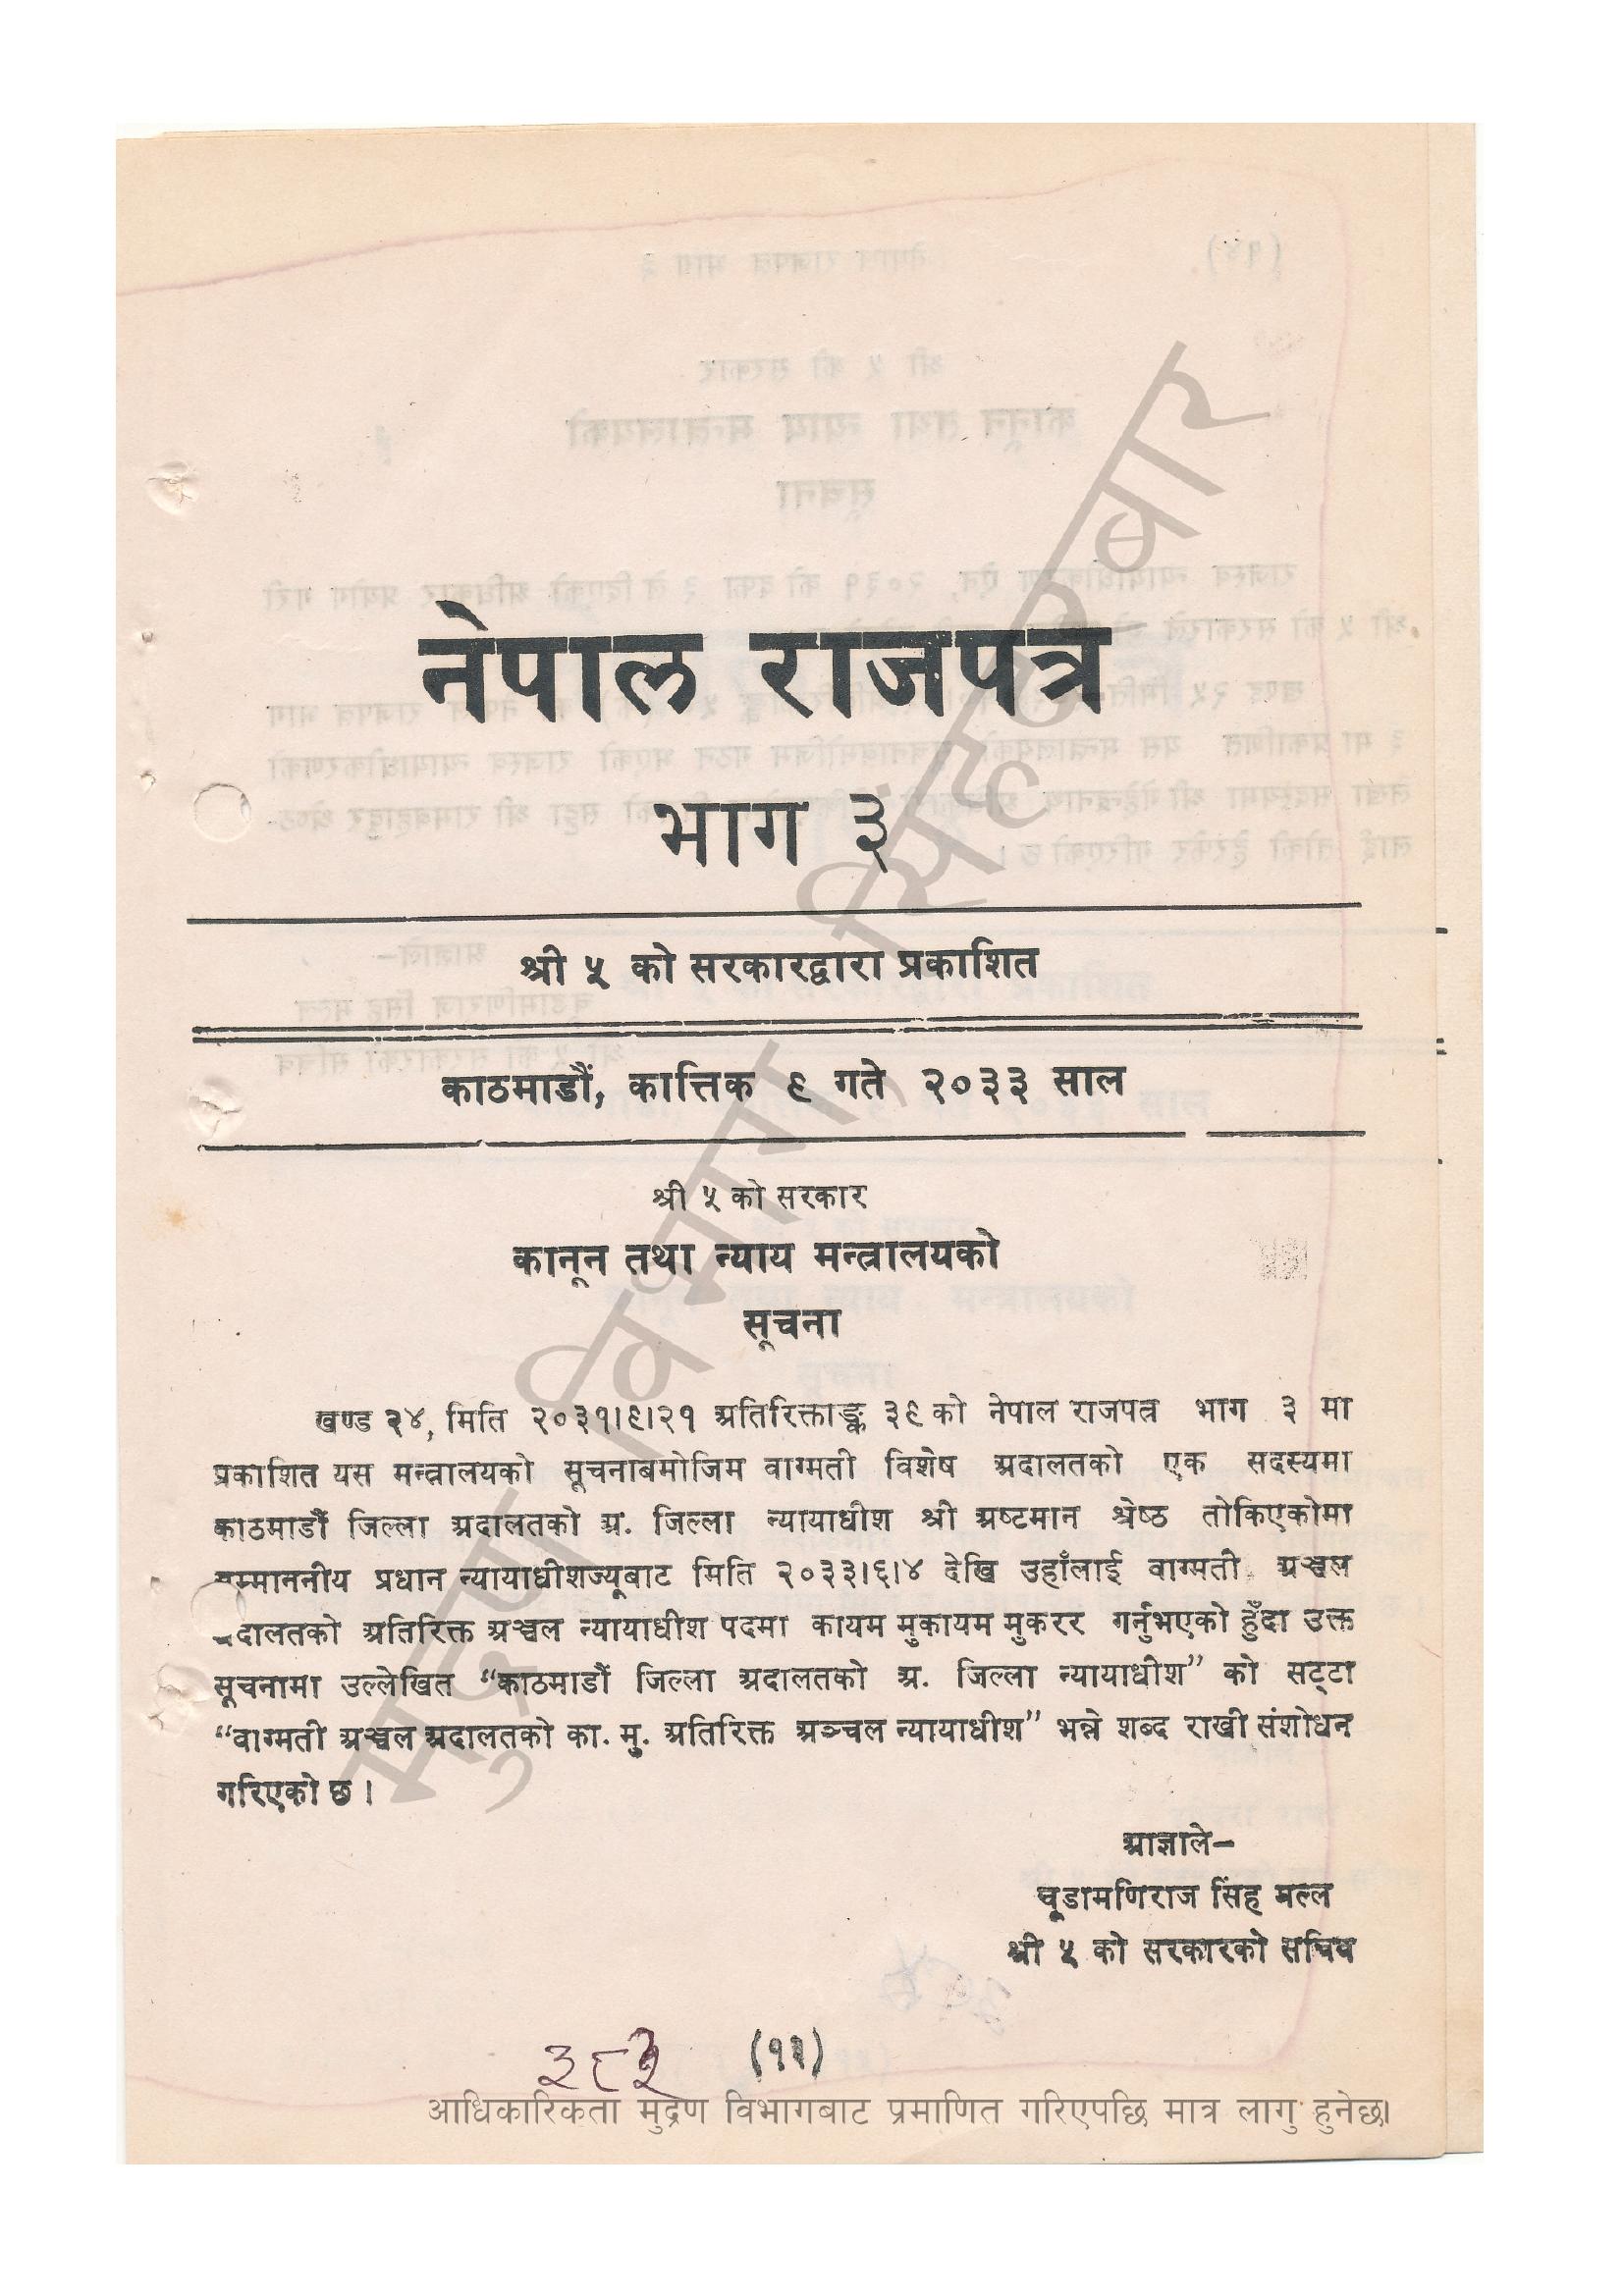 नेपाल राजपत्र
भाग ३
श्री ५ को सरकारद्वारा प्रकाशित
काठमाडौं, कात्तिक ९ गते २०३३ साल
श्री ५ को सरकार
कानून तथा न्याय मन्त्रालयको
सूचना
खण्ड २४, मिति २०३१।९।२१ अतिरिक्ताङ्क ३९ को नेपाल राजपत्र भाग ३ मा
प्रकाशित यस मन्त्रालयको सूचनाबमोजिम वाग्मती विशेष अदालतको एक सदस्यमा
काठमाडौं जिल्ला अदालतको अ. जिल्ला न्यायाधीश श्री अष्टमान श्रेष्ठ तोकिएकोमा
सम्माननीय प्रधान न्यायाधीशज्यूबाट मिति २०३३।६।४ देखि उहाँलाई वाग्मती अञ्चल
अदालतको अतिरिक्त अञ्चल न्यायाधीश पदमा कायम मुकायम मुकरर गर्नुभएको हुँदा उक्त
सूचनामा उल्लेखित “काठमाडौं जिल्ला अदालतको अ. जिल्ला न्यायाधीश” को सट्टा
“वाग्मती अञ्चल अदालतको का. मु. अतिरिक्त अञ्चल न्यायाधीश” भन्ने शब्द राखी संशोधन
गरिएको छ।
आज्ञाले–
चूडामणिराज सिंह मल्ल
श्री ५ को सरकारको सचिव
मुद्रण विभाग, सिंहदरबार
आधिकारिकता मुद्रण विभागबाट प्रमाणित गरिएपछि मात्र लागु हुनेछ।